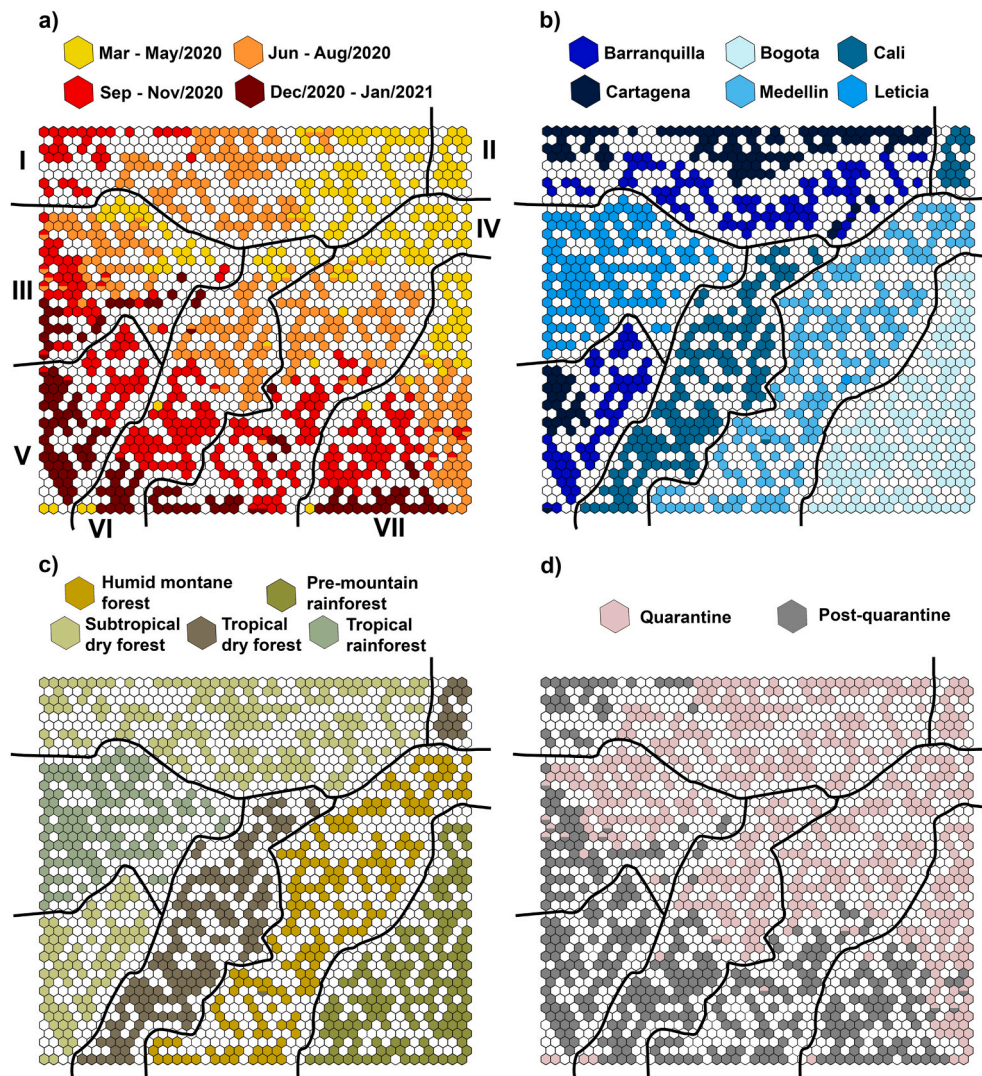 a)
Mar - May/2020
Jun - Aug/2020
Sep - Nov/2020
Dec/2020 - Jan/2021
I
III
V
VI
VII
b)
Barranquilla
Bogota
Cali
Cartagena
Medellin
Leticia
II
IV
c)
Humid montane
forest
Pre-mountain
rainforest
Subtropical
dry forest
Tropical
dry forest
Tropical
rainforest
d)
Quarantine
Post-quarantine